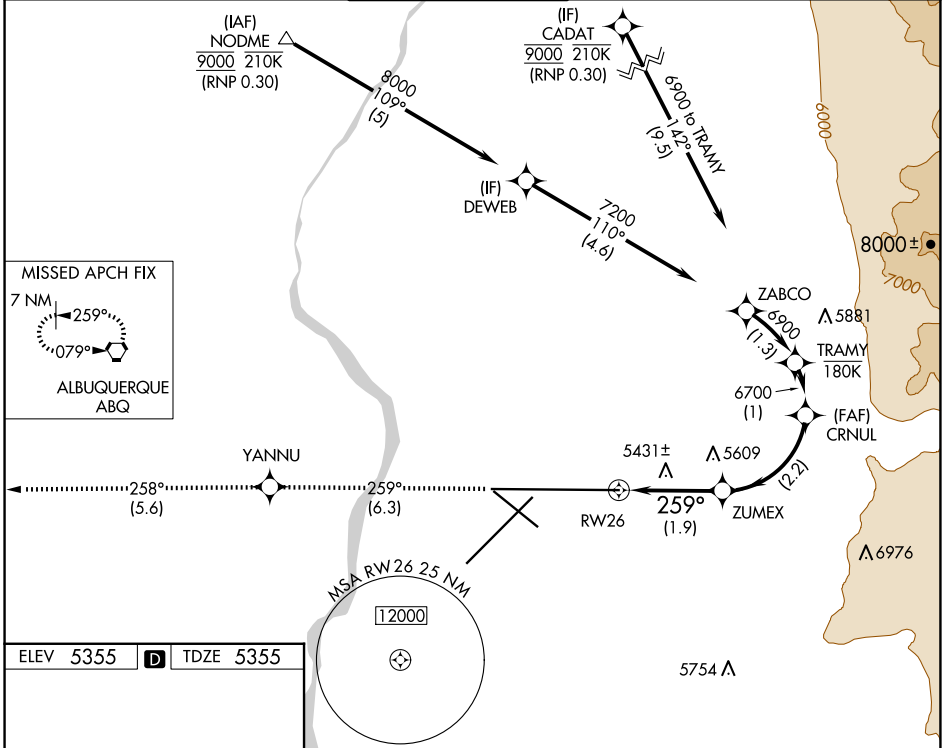 (IAF)
NODME
9000 210K
(RNP 0.30)
8000
109°
(5)
(IF)
CADAT
9000 210K
(RNP 0.30)
6900 to TRAMY
142°
(9.5)
6000
(IF)
DEWEB
7200
110°
(4.6)
8000±
7000
MISSED APCH FIX
7 NM
259°
079°
ALBUQUERQUE
ABQ
ZABCO
6900
(1.3)
5881
TRAMY
180K
6700
(1)
(FAF)
CRNUL
(2.2)
YANNU
258°
(5.6)
259°
(6.3)
5431±
5609
RW26
259°
(1.9)
ZUMEX
6976
MSA RW26 25 NM
12000
5754
ELEV 5355 D TDZE 5355